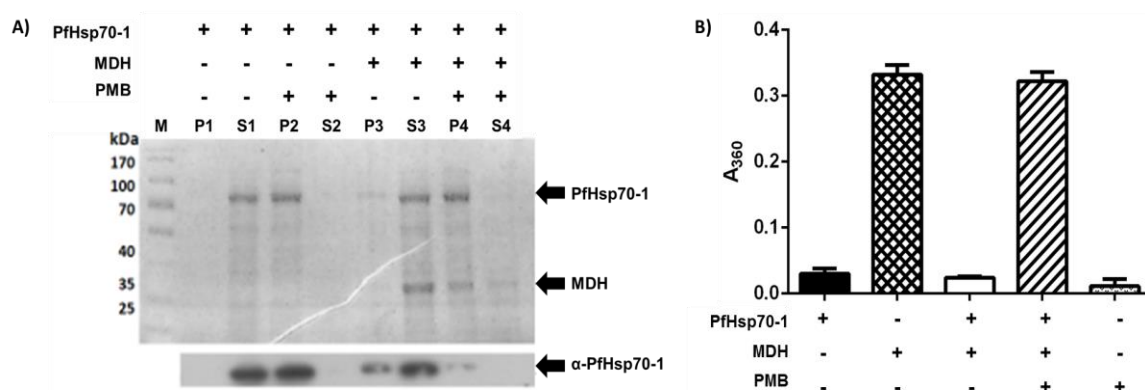 A)
PfHsp70-1 + + + + + + + +
MDH - - - - + + + +
PMB - - + + - - + +
M P1 S1 P2 S2 P3 S3 P4 S4
kDa
170
100
70
40
35
25
PfHsp70-1
MDH
α-PfHsp70-1
B)
A360
0.4
0.3
0.2
0.1
0.0
PfHsp70-1 + - + + -
MDH - + + + -
PMB - - - + +